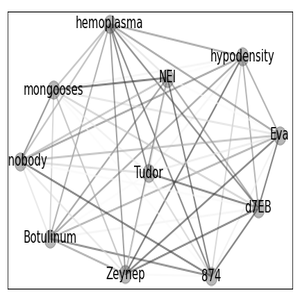 hemoplasma
hypodensity
NEI
mongooses
Eva
nobody
Tudor
d7EB
Botulinum
Zeynep
874